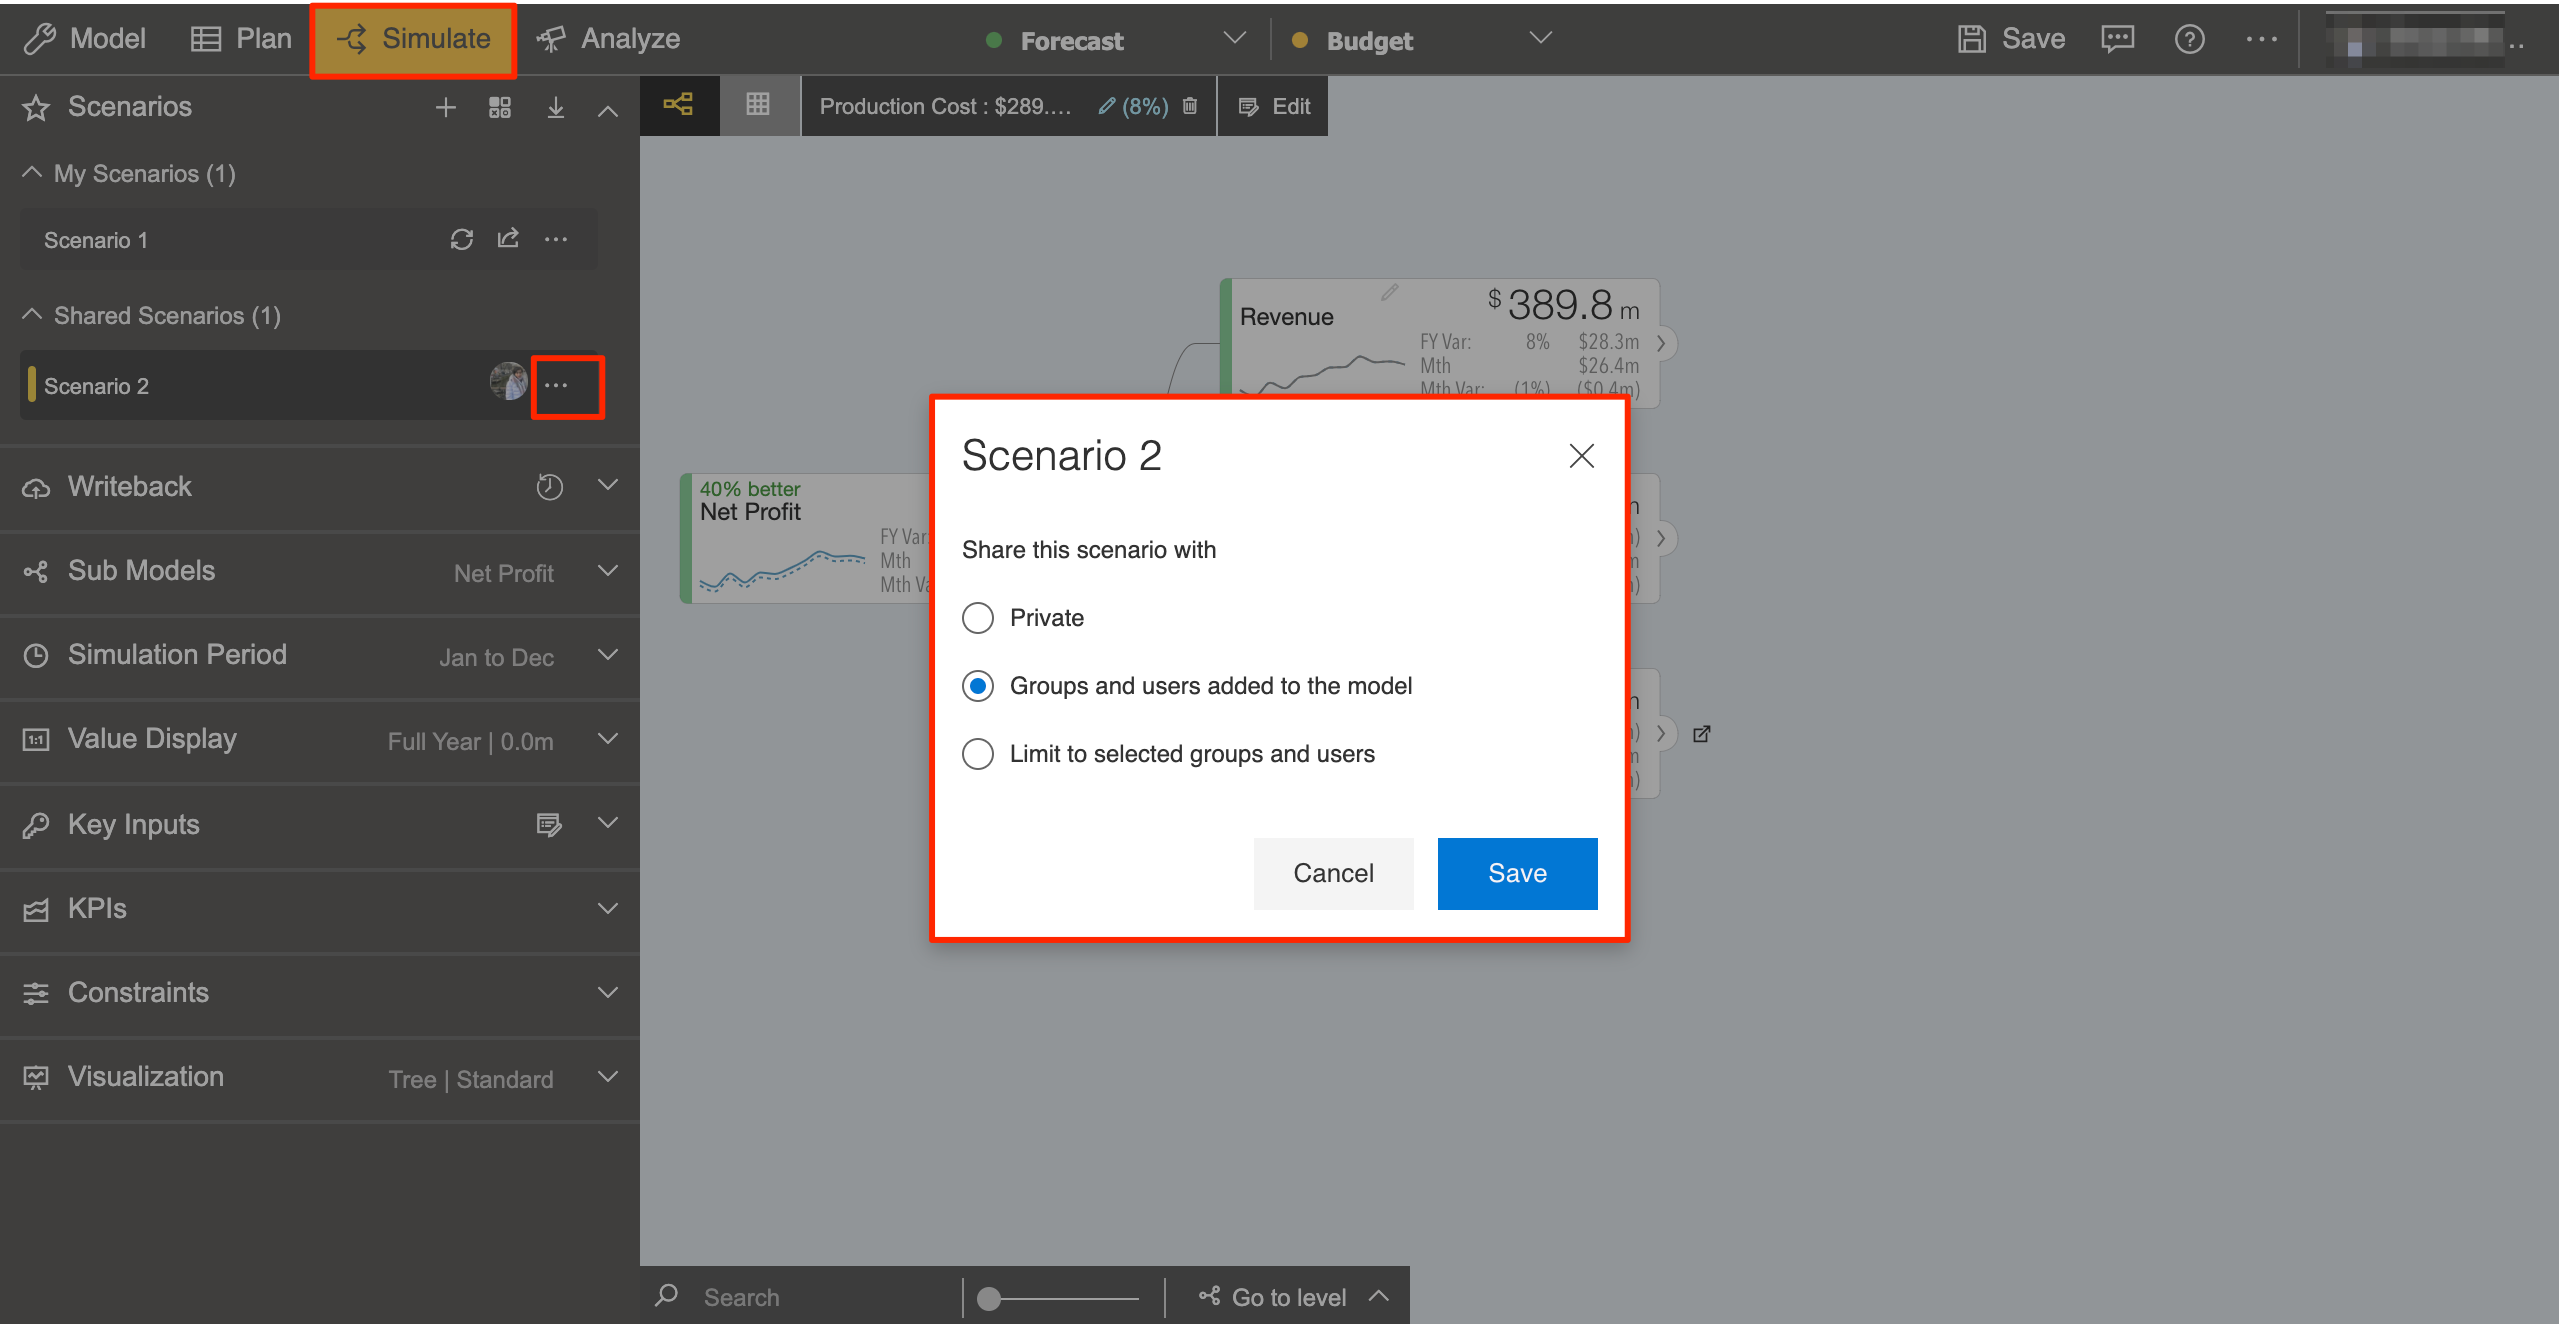 Model Plan Simulate Analyze Forecast Budget Save ...
Scenarios
Production Cost : $289.... (8%) Edit
My Scenarios (1)
Scenario 1
Shared Scenarios (1)
Scenario 2
Writeback
Sub Models Net Profit
Simulation Period Jan to Dec
Value Display Full Year | 0.0m
Key Inputs
KPIs
Constraints
Visualization Tree | Standard
Revenue $ 389.8 m
FY Var: 8% $28.3m
Mth $26.4m
Mth Var: (1%) ($0.4m)
40% better
Net Profit
FY Var:
Mth
Mth Va
Scenario 2
Share this scenario with
Private
Groups and users added to the model
Limit to selected groups and users
Cancel Save
Search Go to level